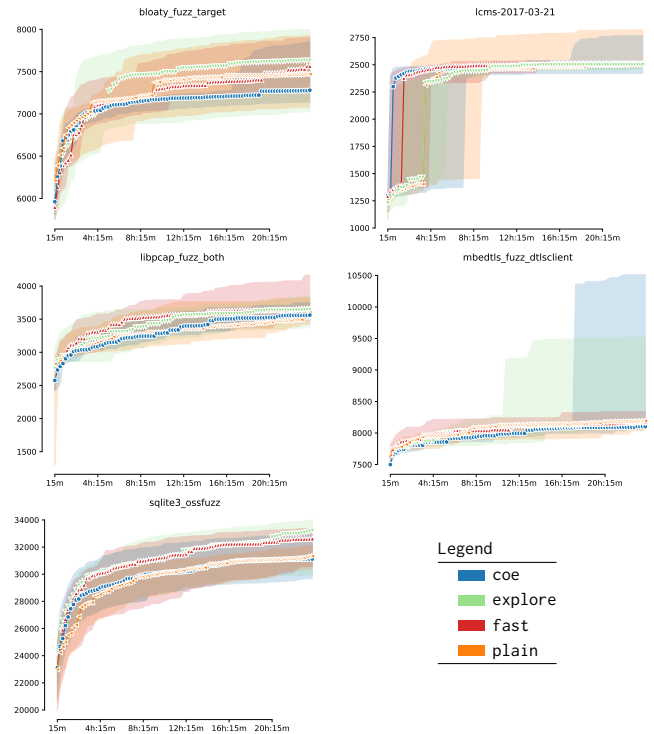 bloaty_fuzz_target
8000
7500
7000
6500
6000
15m 4h:15m 8h:15m 12h:15m 16h:15m 20h:15m
lcms-2017-03-21
2750
2500
2250
2000
1750
1500
1250
1000
15m 4h:15m 8h:15m 12h:15m 16h:15m 20h:15m
libpcap_fuzz_both
4000
3500
3000
2500
2000
1500
15m 4h:15m 8h:15m 12h:15m 16h:15m 20h:15m
mbedtls_fuzz_dtlsclient
10500
10000
9500
9000
8500
8000
7500
15m 4h:15m 8h:15m 12h:15m 16h:15m 20h:15m
sqlite3_ossfuzz
34000
32000
30000
28000
26000
24000
22000
20000
15m 4h:15m 8h:15m 12h:15m 16h:15m 20h:15m
Legend
coe
explore
fast
plain